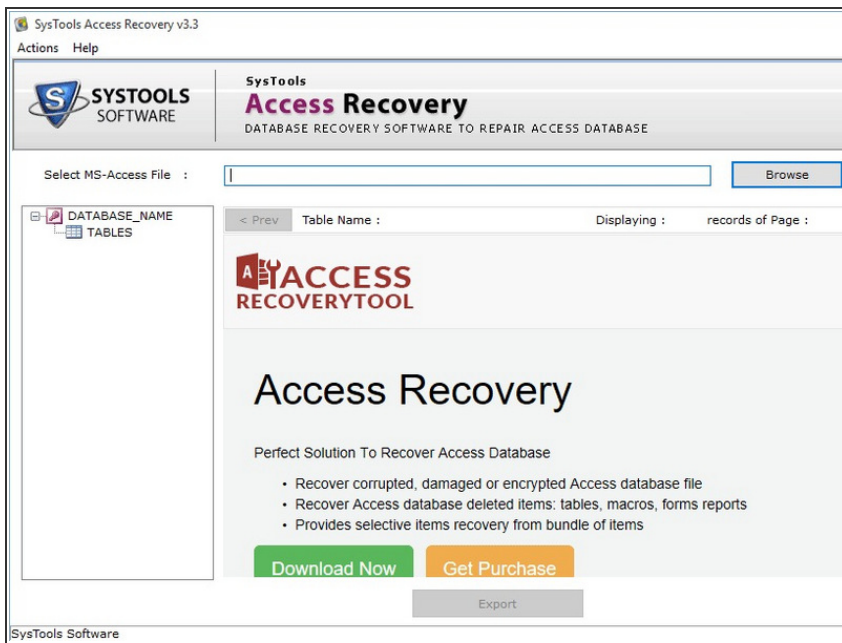 SysTools Access Recovery v3.3
Actions Help
SYSTOOLS
SOFTWARE
SysTools
Access Recovery
DATABASE RECOVERY SOFTWARE TO REPAIR ACCESS DATABASE
Select MS-Access File :
Browse
DATABASE_NAME
TABLES
< Prev Table Name : Displaying : records of Page :
A ACCESS
RECOVERYTOOL
Access Recovery
Perfect Solution To Recover Access Database
• Recover corrupted, damaged or encrypted Access database file
• Recover Access database deleted items: tables, macros, forms reports
• Provides selective items recovery from bundle of items
Download Now Get Purchase
Export
SysTools Software